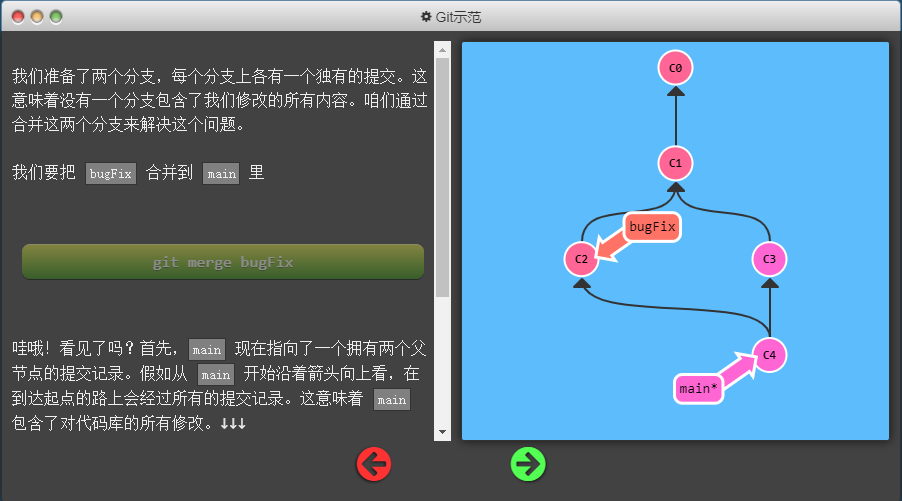 Git示范
我们准备了两个分支，每个分支上各有一个独有的提交。这
意味着没有一个分支包含了我们修改的所有内容。咱们通过
合并这两个分支来解决这个问题。
我们要把 bugFix 合并到 main 里
git merge bugFix
哇哦！看见了吗？首先，main 现在指向了一个拥有两个父
节点的提交记录。假如从 main 开始沿着箭头向上看，在
到达起点的路上会经过所有的提交记录。这意味着 main
包含了对代码库的所有修改。↓↓↓
C0
C1
bugFix
C2
C3
C4
main*